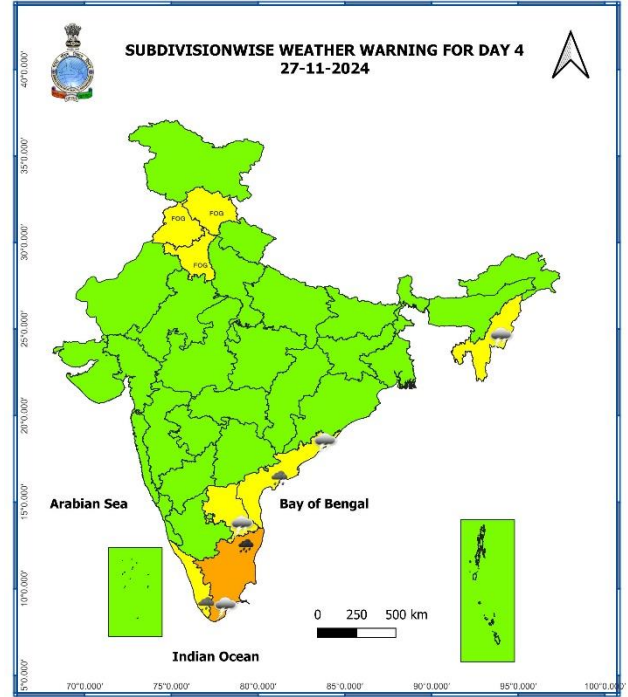 SUBDIVISIONWISE WEATHER WARNING FOR DAY 4
27-11-2024
40°0.000'
35°0.000'
FOG
FOG
30°0.000'
FOG
25°0.000'
20°0.000'
15°0.000'
Arabian Sea
Bay of Bengal
10°0.000'
0 250 500 km
Indian Ocean
5°0.000'
70°0.000' 75°0.000' 80°0.000' 85°0.000' 90°0.000' 95°0.000' 100°0.000'